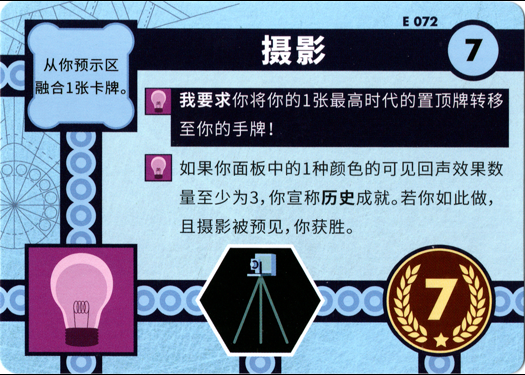 E 072
从你预示区
融合1张卡牌。
摄影
7
我要求你将你的1张最高时代的置顶牌转移
至你的手牌！
如果你面板中的1种颜色的可见回声效果数
量至少为3，你宣称历史成就。若你如此做，
且摄影被预见，你获胜。
7